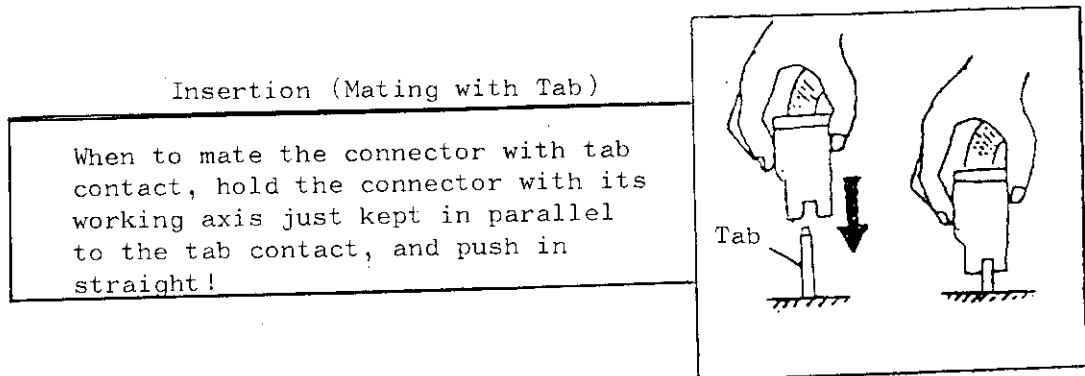 Insertion (Mating with Tab)
When to mate the connector with tab
contact, hold the connector with its
working axis just kept in parallel
to the tab contact, and push in
straight!
Tab